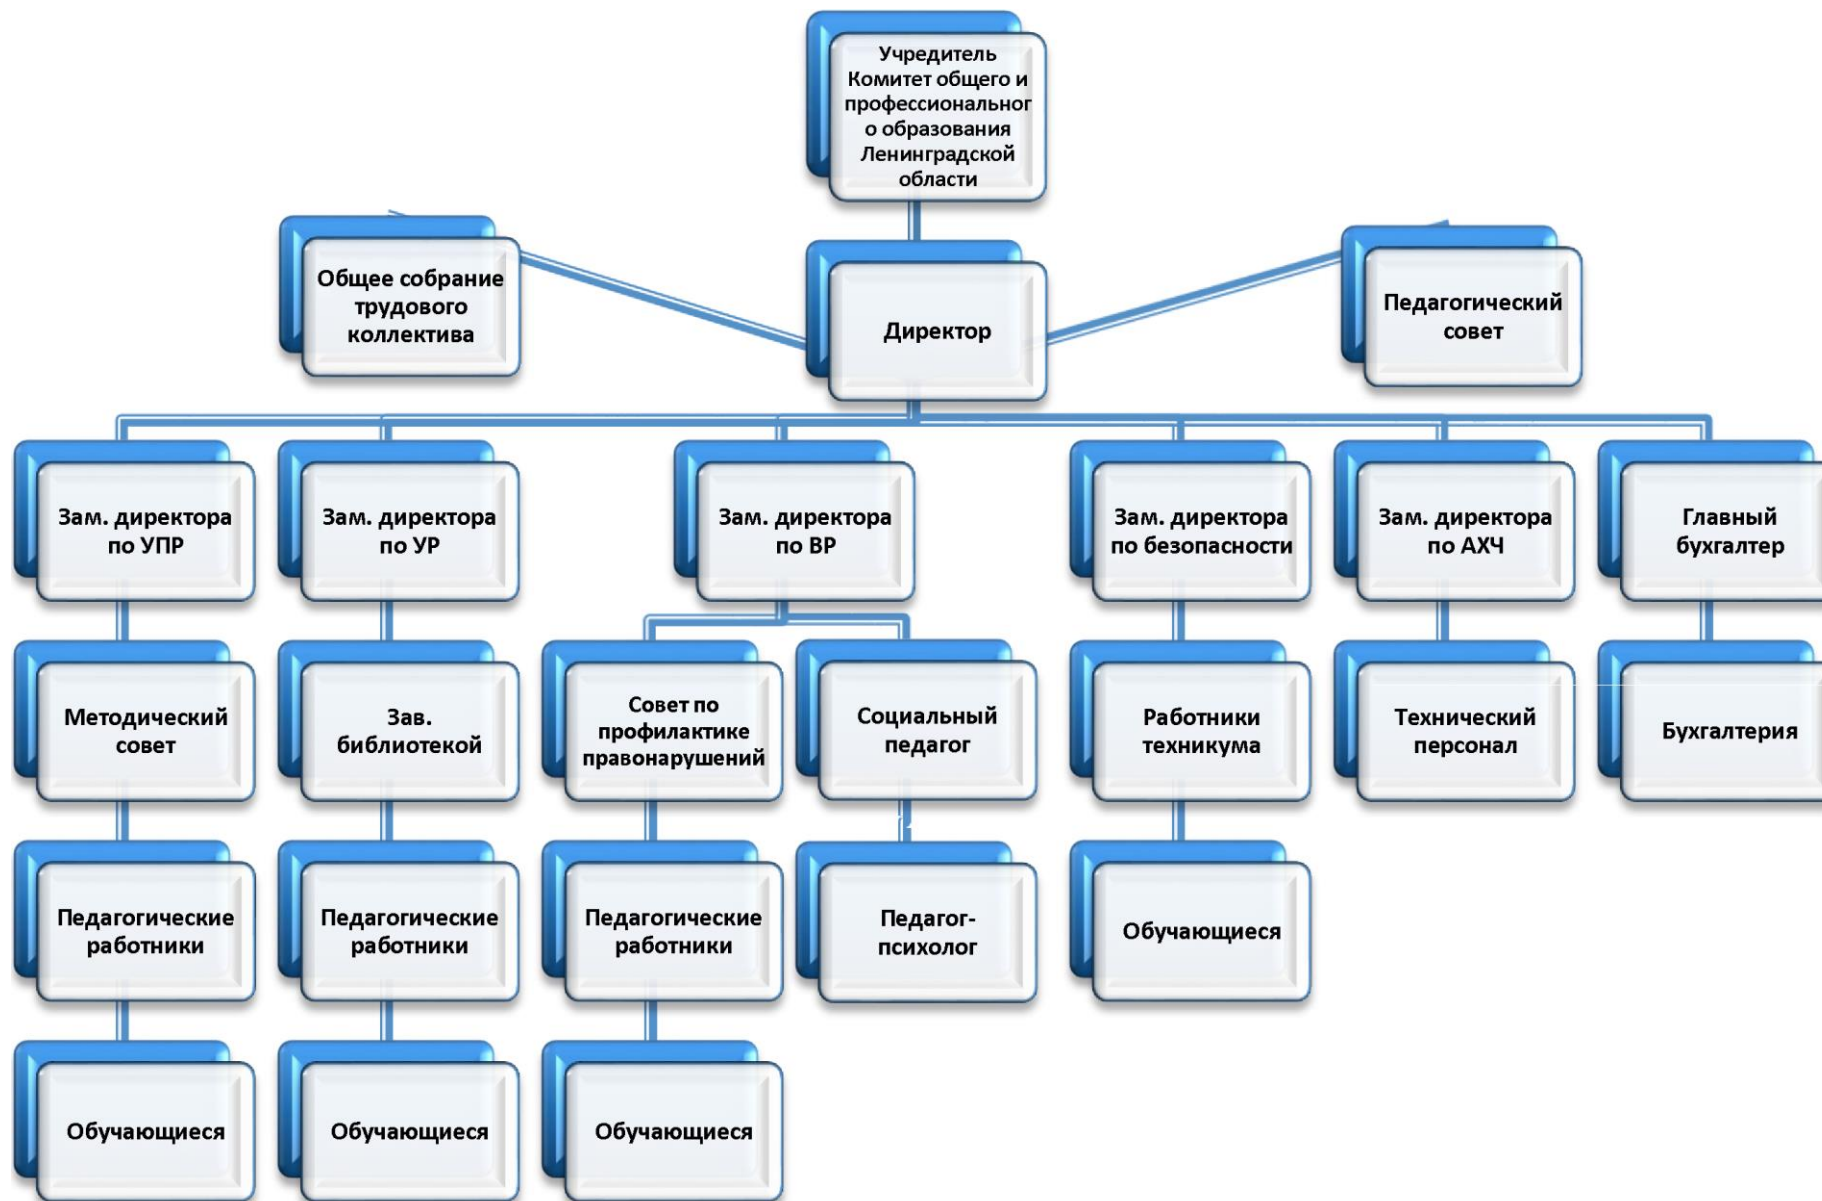 Учредитель
Комитет общего и
профессиональног
о образования
Ленинградской
области
Общее собрание
трудового
коллектива
Директор
Педагогический
совет
Зам. директора
по УПР
Зам. директора
по УР
Зам. директора
по ВР
Зам. директора
по безопасности
Зам. директора
по АХЧ
Главный
бухгалтер
Методический
совет
Зав.
библиотекой
Совет по
профилактике
правонарушений
Социальный
педагог
Работники
техникума
Технический
персонал
Бухгалтерия
Педагогические
работники
Педагогические
работники
Педагогические
работники
Педагог-
психолог
Обучающиеся
Обучающиеся
Обучающиеся
Обучающиеся